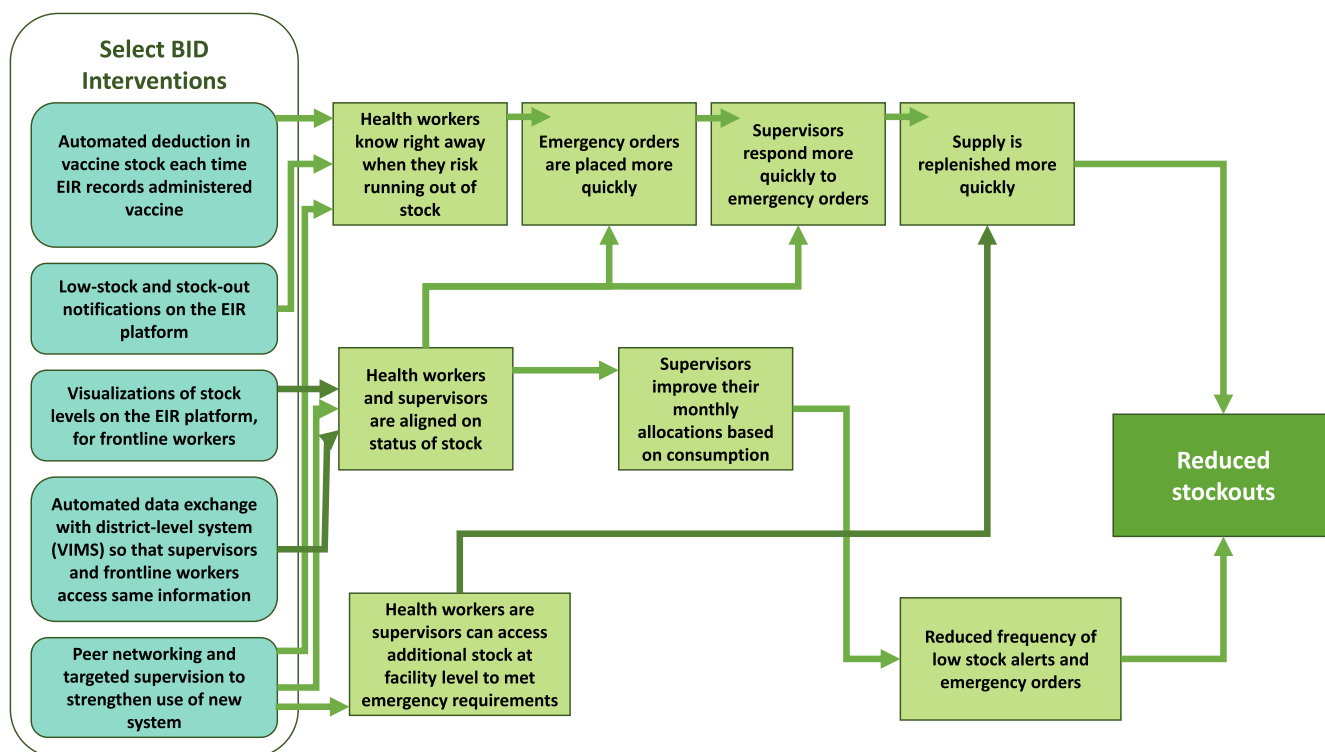 Select BID
Interventions
Automated deduction in
vaccine stock each time
EIR records administered
vaccine
Low-stock and stock-out
notifications on the EIR
platform
Visualizations of stock
levels on the EIR platform,
for frontline workers
Automated data exchange
with district-level system
(VIMS) so that supervisors
and frontline workers
access same information
Peer networking and
targeted supervision to
strengthen use of new
system
Health workers
know right away
when they risk
running out of
stock
Emergency orders
are placed more
quickly
Supervisors
respond more
quickly to
emergency orders
Supply is
replenished more
quickly
Health workers
and supervisors
are aligned on
status of stock
Supervisors
improve their
monthly
allocations based
on consumption
Health workers are
supervisors can access
additional stock at
facility level to met
emergency requirements
Reduced frequency of
low stock alerts and
emergency orders
Reduced
stockouts